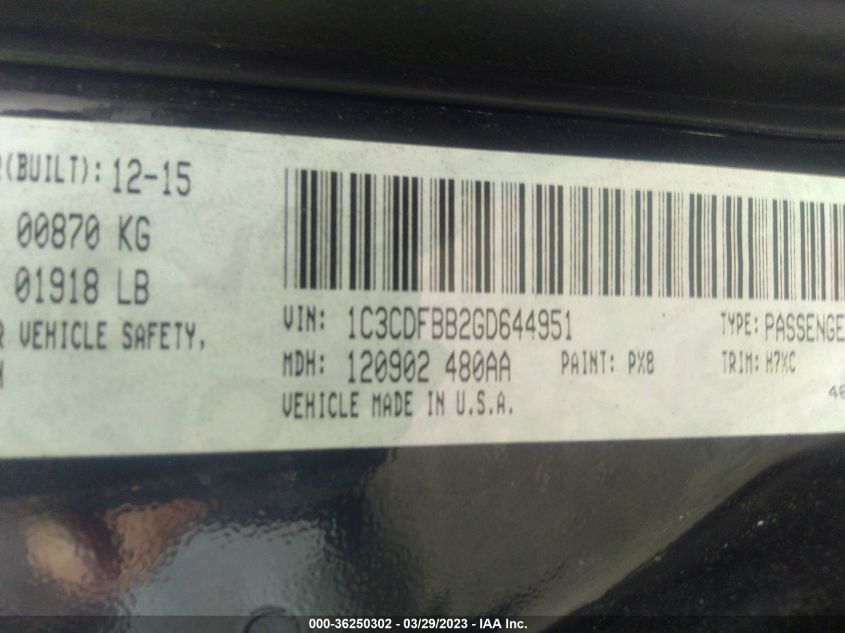 R(BUILT): 12-15
00870 KG
01918 LB
R VEHICLE SAFETY,
VIN: 1C3CDFBB2GD644951
TYPE: PASSENGE
MDH: 120902 480AA
PAINT: PX8
TRIM: H7XC
VEHICLE MADE IN U.S.A.
000-36250302 - 03/29/2023 - IAA Inc.